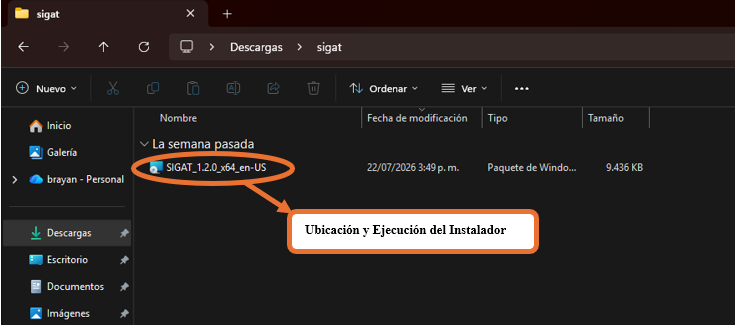 sigat
Descargas > sigat
Nuevo
Ordenar
Ver
Nombre
Fecha de modificación
Tipo
Tamaño
Inicio
Galería
brayan - Personal
Descargas
Escritorio
Documentos
Imágenes
La semana pasada
SIGAT_1.2.0_x64_en-US
22/07/2026 3:49 p. m.
Paquete de Windo...
9.436 KB
Ubicación y Ejecución del Instalador